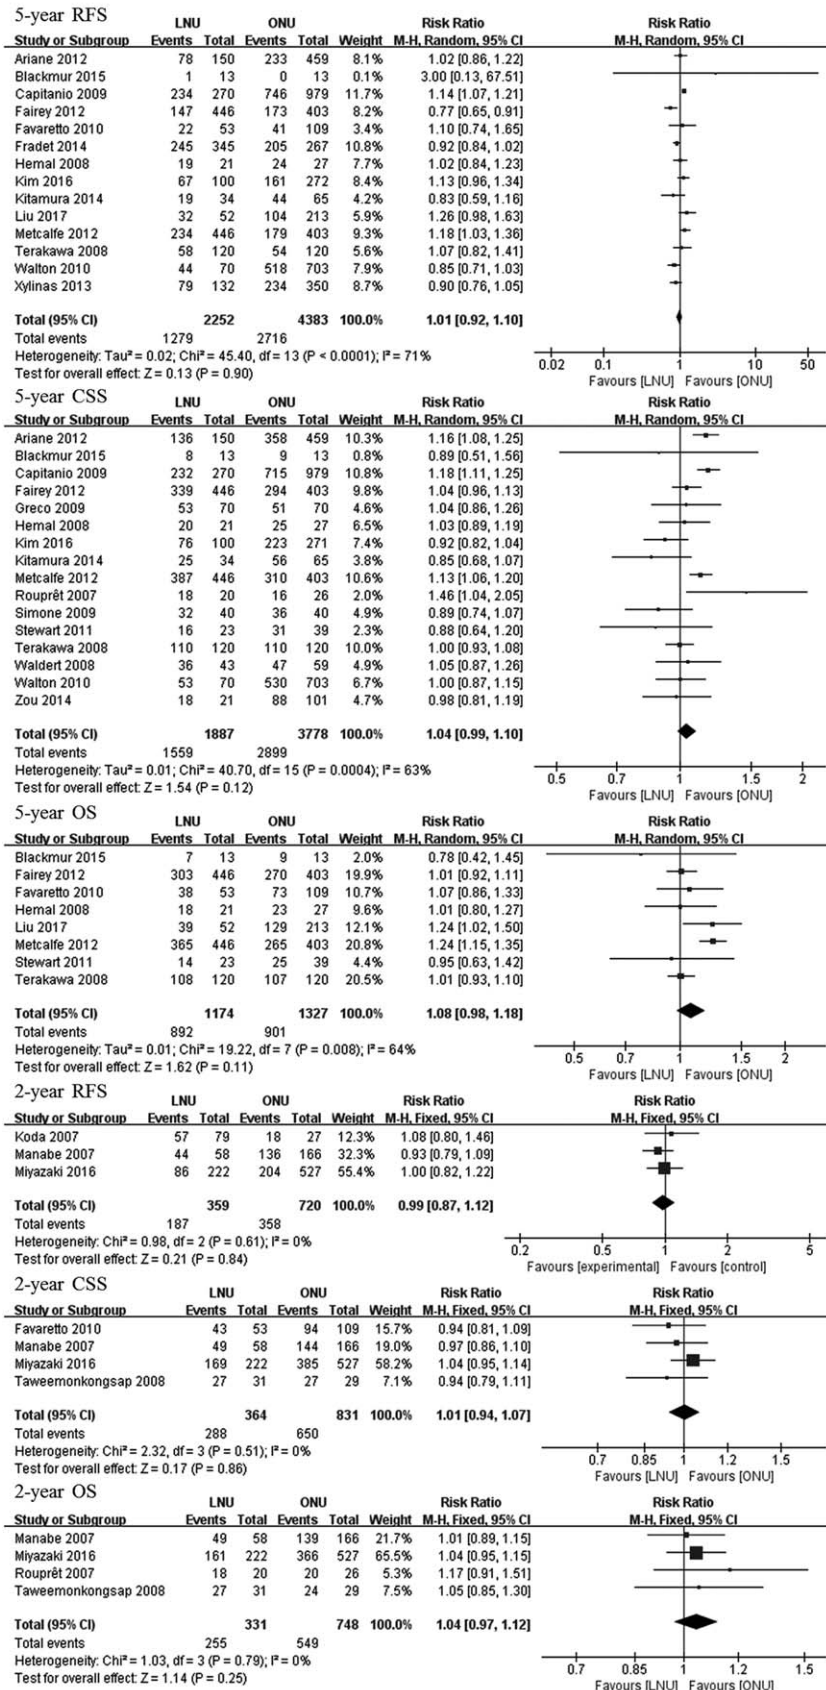 5-year RFS
LNU ONU Risk Ratio Risk Ratio
Study or Subgroup Events Total Events Total Weight M-H, Random, 95% CI M-H, Random, 95% CI
Ariane 2012 78 150 233 459 8.1% 1.02 [0.86, 1.22]
Blackmur 2015 1 13 0 13 0.1% 3.00 [0.13, 67.51]
Capitanio 2009 234 270 746 979 11.7% 1.14 [1.07, 1.21]
Fairey 2012 147 446 173 403 8.2% 0.77 [0.65, 0.91]
Favaretto 2010 22 53 41 109 3.4% 1.10 [0.74, 1.65]
Fradet 2014 245 345 205 267 10.8% 0.92 [0.84, 1.02]
Hemal 2008 19 21 24 27 7.7% 1.02 [0.84, 1.23]
Kim 2016 67 100 161 272 8.4% 1.13 [0.96, 1.34]
Kitamura 2014 19 34 44 65 4.2% 0.83 [0.59, 1.16]
Liu 2017 32 52 104 213 5.9% 1.26 [0.98, 1.63]
Metcalfe 2012 234 446 179 403 9.3% 1.18 [1.03, 1.36]
Terakawa 2008 58 120 54 120 5.6% 1.07 [0.82, 1.41]
Walton 2010 44 70 518 703 7.9% 0.85 [0.71, 1.03]
Xylinas 2013 79 132 234 350 8.7% 0.90 [0.76, 1.05]
Total (95% CI) 2252 4383 100.0% 1.01 [0.92, 1.10]
Total events 1279 2716
Heterogeneity: Tau² = 0.02; Chi² = 45.40, df = 13 (P < 0.0001); I² = 71%
Test for overall effect: Z = 0.13 (P = 0.90)
0.02 0.1 1 10 50
Favours [LNU] Favours [ONU]
5-year CSS
LNU ONU Risk Ratio Risk Ratio
Study or Subgroup Events Total Events Total Weight M-H, Random, 95% CI M-H, Random, 95% CI
Ariane 2012 136 150 358 459 10.3% 1.16 [1.08, 1.25]
Blackmur 2015 8 13 9 13 0.8% 0.89 [0.51, 1.56]
Capitanio 2009 232 270 715 979 10.8% 1.18 [1.11, 1.25]
Fairey 2012 339 446 294 403 9.8% 1.04 [0.96, 1.13]
Greco 2009 53 70 51 70 4.6% 1.04 [0.86, 1.26]
Hemal 2008 20 21 25 27 6.5% 1.03 [0.89, 1.19]
Kim 2016 76 100 223 271 7.4% 0.92 [0.82, 1.04]
Kitamura 2014 25 34 56 65 3.8% 0.85 [0.68, 1.07]
Metcalfe 2012 387 446 310 403 10.6% 1.13 [1.06, 1.20]
Rouprêt 2007 18 20 16 26 2.0% 1.46 [1.04, 2.05]
Simone 2009 32 40 36 40 5.1% 0.89 [0.74, 1.07]
Stewart 2011 16 23 31 39 2.3% 0.88 [0.64, 1.20]
Terakawa 2008 110 120 110 120 10.0% 1.00 [0.93, 1.08]
Waldert 2008 36 43 47 59 4.9% 1.05 [0.87, 1.26]
Walton 2010 53 70 530 703 6.7% 1.00 [0.87, 1.15]
Zou 2014 18 21 88 101 4.7% 0.98 [0.81, 1.19]
Total (95% CI) 1887 3778 100.0% 1.04 [0.99, 1.10]
Total events 1559 2899
Heterogeneity: Tau² = 0.01; Chi² = 40.70, df = 15 (P = 0.0004); I² = 63%
Test for overall effect: Z = 1.54 (P = 0.12)
0.5 0.7 1 1.5 2
Favours [LNU] Favours [ONU]
5-year OS
LNU ONU Risk Ratio Risk Ratio
Study or Subgroup Events Total Events Total Weight M-H, Random, 95% CI M-H, Random, 95% CI
Blackmur 2015 7 13 9 13 2.0% 0.78 [0.42, 1.45]
Fairey 2012 303 446 270 403 19.9% 1.01 [0.92, 1.11]
Favaretto 2010 38 53 73 109 10.7% 1.07 [0.86, 1.33]
Hemal 2008 18 21 23 27 9.6% 1.01 [0.80, 1.27]
Liu 2017 39 52 129 213 12.1% 1.24 [1.02, 1.50]
Metcalfe 2012 365 446 265 403 20.8% 1.24 [1.15, 1.35]
Stewart 2011 14 23 25 39 4.4% 0.95 [0.63, 1.42]
Terakawa 2008 108 120 107 120 20.5% 1.01 [0.93, 1.10]
Total (95% CI) 1174 1327 100.0% 1.08 [0.98, 1.18]
Total events 892 901
Heterogeneity: Tau² = 0.01; Chi² = 19.22, df = 7 (P = 0.008); I² = 64%
Test for overall effect: Z = 1.62 (P = 0.11)
0.5 0.7 1 1.5 2
Favours [LNU] Favours [ONU]
2-year RFS
LNU ONU Risk Ratio Risk Ratio
Study or Subgroup Events Total Events Total Weight M-H, Fixed, 95% CI M-H, Fixed, 95% CI
Koda 2007 57 79 18 27 12.3% 1.08 [0.80, 1.46]
Manabe 2007 44 58 136 166 32.3% 0.93 [0.79, 1.09]
Miyazaki 2016 86 222 204 527 55.4% 1.00 [0.82, 1.22]
Total (95% CI) 359 720 100.0% 0.99 [0.87, 1.12]
Total events 187 358
Heterogeneity: Chi² = 0.98, df = 2 (P = 0.61); I² = 0%
Test for overall effect: Z = 0.21 (P = 0.84)
0.2 0.5 1 2 5
Favours [experimental] Favours [control]
2-year CSS
LNU ONU Risk Ratio Risk Ratio
Study or Subgroup Events Total Events Total Weight M-H, Fixed, 95% CI M-H, Fixed, 95% CI
Favaretto 2010 43 53 94 109 15.7% 0.94 [0.81, 1.09]
Manabe 2007 49 58 144 166 19.0% 0.97 [0.86, 1.10]
Miyazaki 2016 169 222 385 527 58.2% 1.04 [0.95, 1.14]
Taweemonkongsap 2008 27 31 27 29 7.1% 0.94 [0.79, 1.11]
Total (95% CI) 364 831 100.0% 1.01 [0.94, 1.07]
Total events 288 650
Heterogeneity: Chi² = 2.32, df = 3 (P = 0.51); I² = 0%
Test for overall effect: Z = 0.17 (P = 0.86)
0.7 0.85 1 1.2 1.5
Favours [LNU] Favours [ONU]
2-year OS
LNU ONU Risk Ratio Risk Ratio
Study or Subgroup Events Total Events Total Weight M-H, Fixed, 95% CI M-H, Fixed, 95% CI
Manabe 2007 49 58 139 166 21.7% 1.01 [0.89, 1.15]
Miyazaki 2016 161 222 366 527 65.5% 1.04 [0.95, 1.15]
Rouprêt 2007 18 20 20 26 5.3% 1.17 [0.91, 1.51]
Taweemonkongsap 2008 27 31 24 29 7.5% 1.05 [0.85, 1.30]
Total (95% CI) 331 748 100.0% 1.04 [0.97, 1.12]
Total events 255 549
Heterogeneity: Chi² = 1.03, df = 3 (P = 0.79); I² = 0%
Test for overall effect: Z = 1.14 (P = 0.25)
0.7 0.85 1 1.2 1.5
Favours [LNU] Favours [ONU]